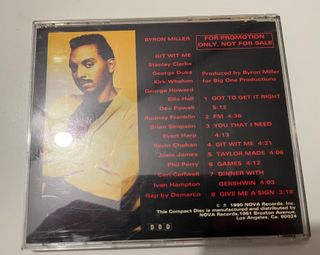 BYRON MILLER
FOR PROMOTION
ONLY. NOT FOR SALE
GIT WIT ME
Stanley Clarke
George Duke
Kirk Whalum
George Howard
Ella Hall
Dec Powell
Rodney Franklin
Brian Simpson
Evert Harp
Kevin Chokan
Josie James
Phil Perry
Carl Carlwell
Ivan Hampton
Rap by Demarco
Produced by Byron Miller
for Big One Productions
1 GOT TO GET IT RIGHT
5:12
2 FM 4:36
3 YOU THAT I NEED
4:13
4 GIT WIT ME 4:21
5 TAYLOR MADE 4:06
6 GAMES 4:12
7 DINNER WITH
GERSHWIN 4:03
8 GIVE ME A SIGN 3:18
© ℗ 1990 NOVA Records, Inc.
This Compact Disc is manufactured and distributed by
NOVA Records, 1061 Broxton Avenue,
Los Angeles, Ca. 90024
DDD